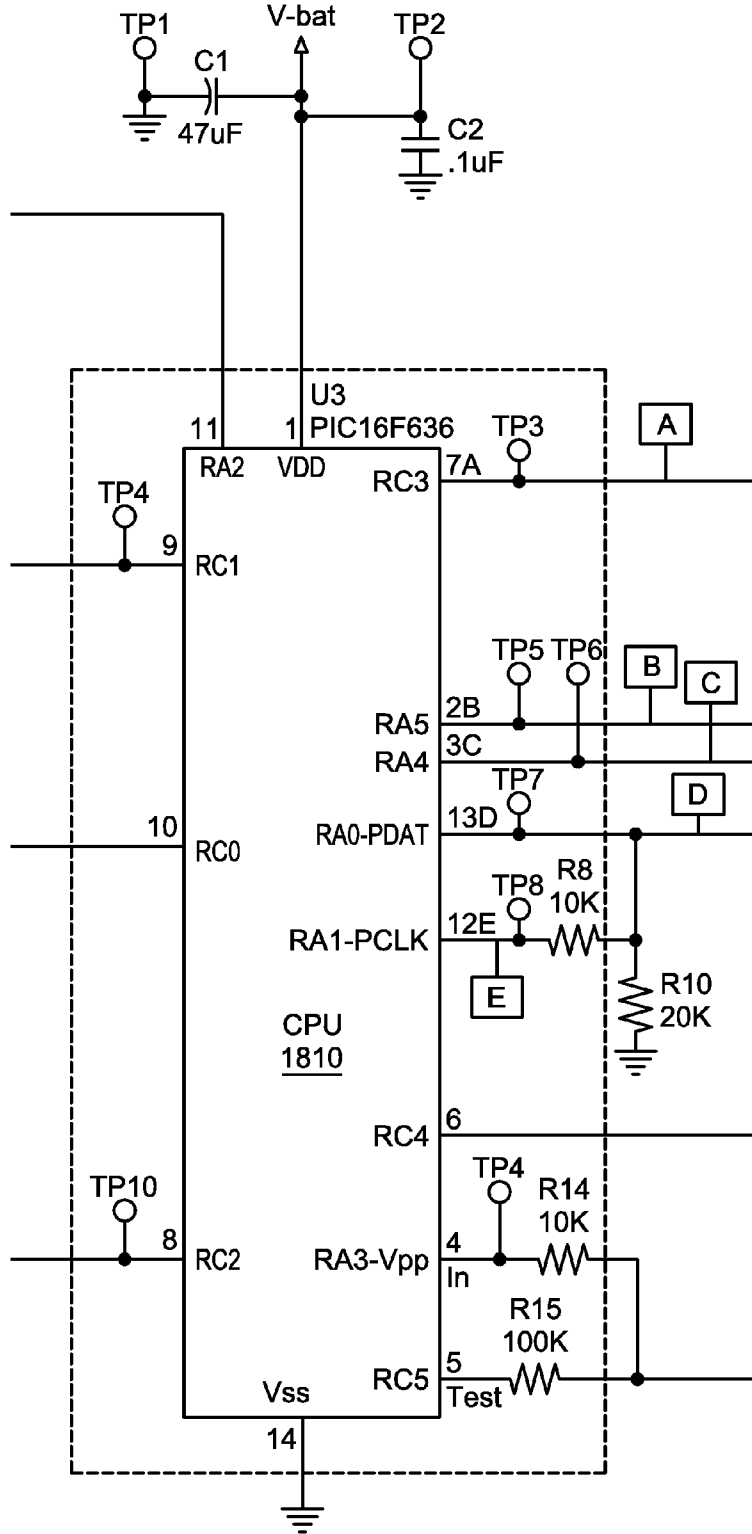 V-bat
TP1
TP2
C1
47uF
C2
.1uF
U3
11
1
PIC16F636
RA2
VDD
TP3
A
RC3
7A
TP4
9
RC1
TP5
TP6
B
C
RA5
2B
RA4
3C
TP7
D
10
RC0
RA0-PDAT
13D
R8
10K
TP8
RA1-PCLK
12E
E
R10
20K
CPU
1810
RC4
6
TP10
TP4
R14
10K
8
RC2
RA3-Vpp
4
In
R15
100K
RC5
5
Test
Vss
14